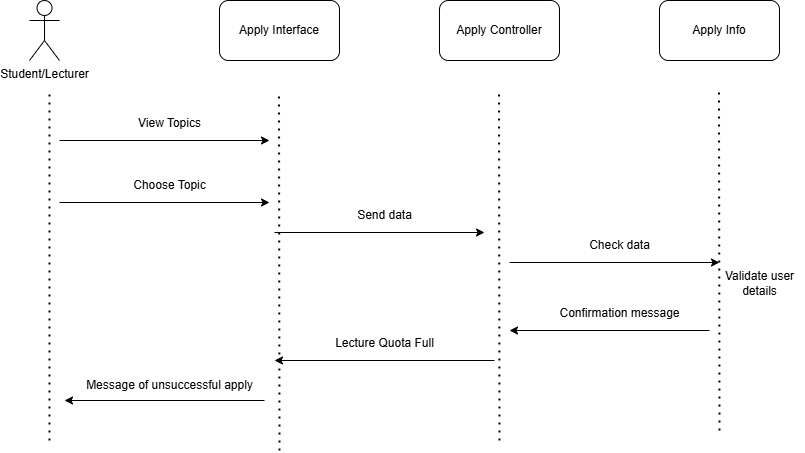 Student/Lecturer
Apply Interface
Apply Controller
Apply Info
View Topics
Choose Topic
Send data
Check data
Validate user
details
Confirmation message
Lecture Quota Full
Message of unsuccessful apply